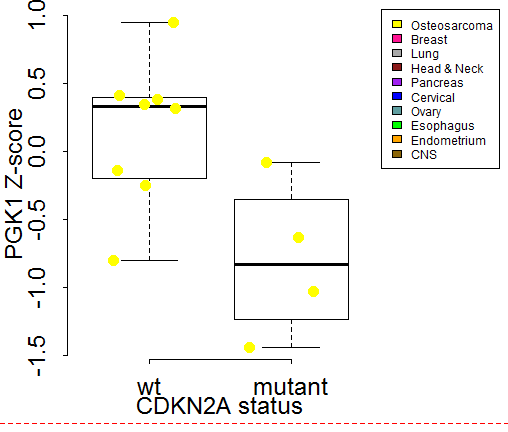 PGK1 Z-score
1.0
0.5
0.0
-0.5
-1.0
-1.5
wt
mutant
CDKN2A status
Osteosarcoma
Breast
Lung
Head & Neck
Pancreas
Cervical
Ovary
Esophagus
Endometrium
CNS